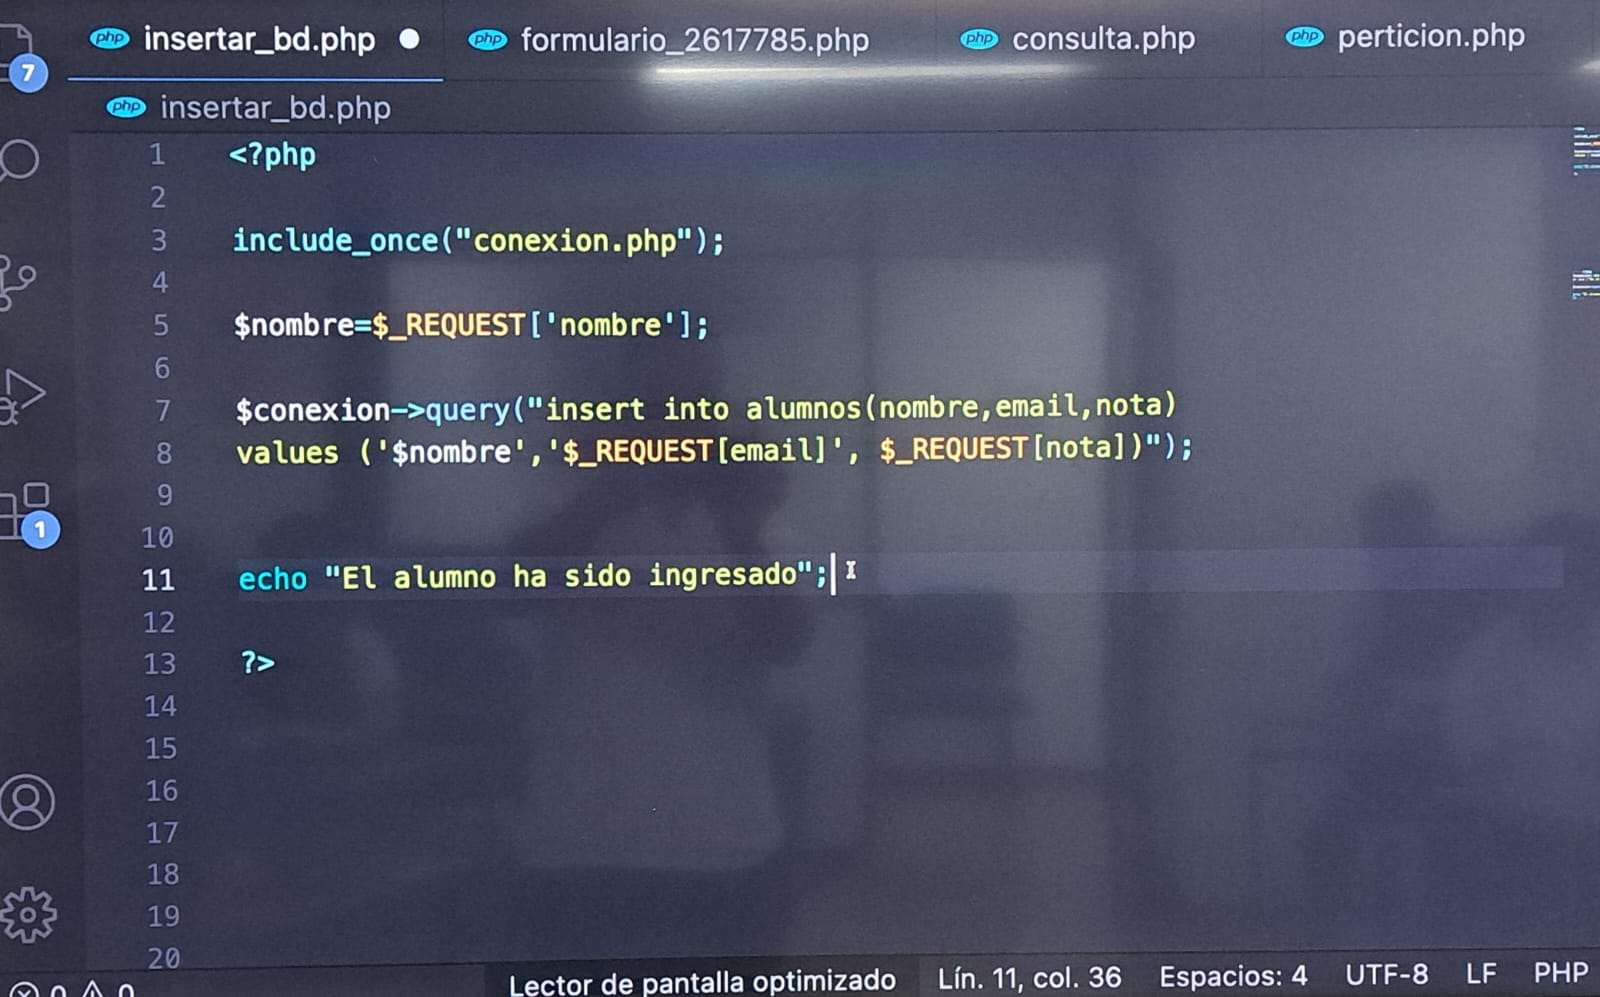 php insertar_bd.php
php formulario_2617785.php
php consulta.php
php perticion.php
7
php insertar_bd.php
1 <?php
2
3 include_once("conexion.php");
4
5 $nombre=$_REQUEST['nombre'];
6
7 $conexion->query("insert into alumnos(nombre,email,nota)
8 values ('$nombre','$_REQUEST[email]', $_REQUEST[nota])");
9
10
11 echo "El alumno ha sido ingresado";
12
13 ?>
14
15
16
17
18
19
20
1
0 0
Lector de pantalla optimizado Lín. 11, col. 36 Espacios: 4 UTF-8 LF PHP